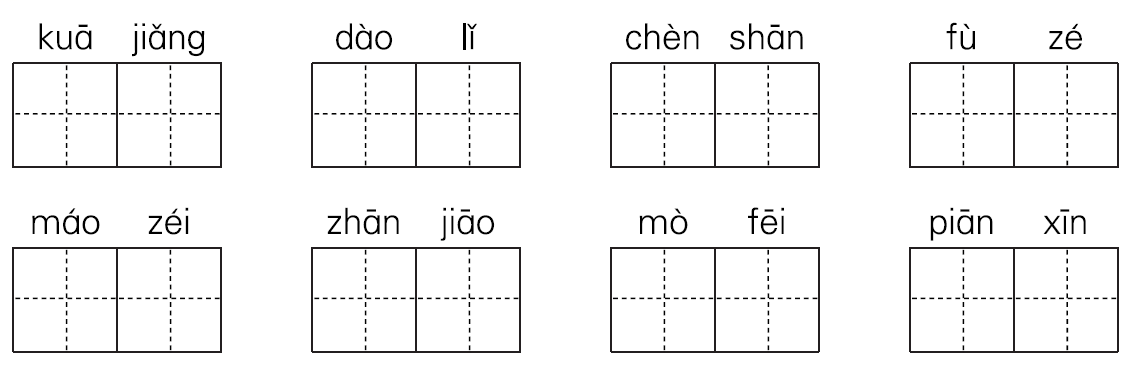 kuā jiǎng dào lǐ chèn shān fù zé
máo zéi zhān jiāo mò fēi piān xīn